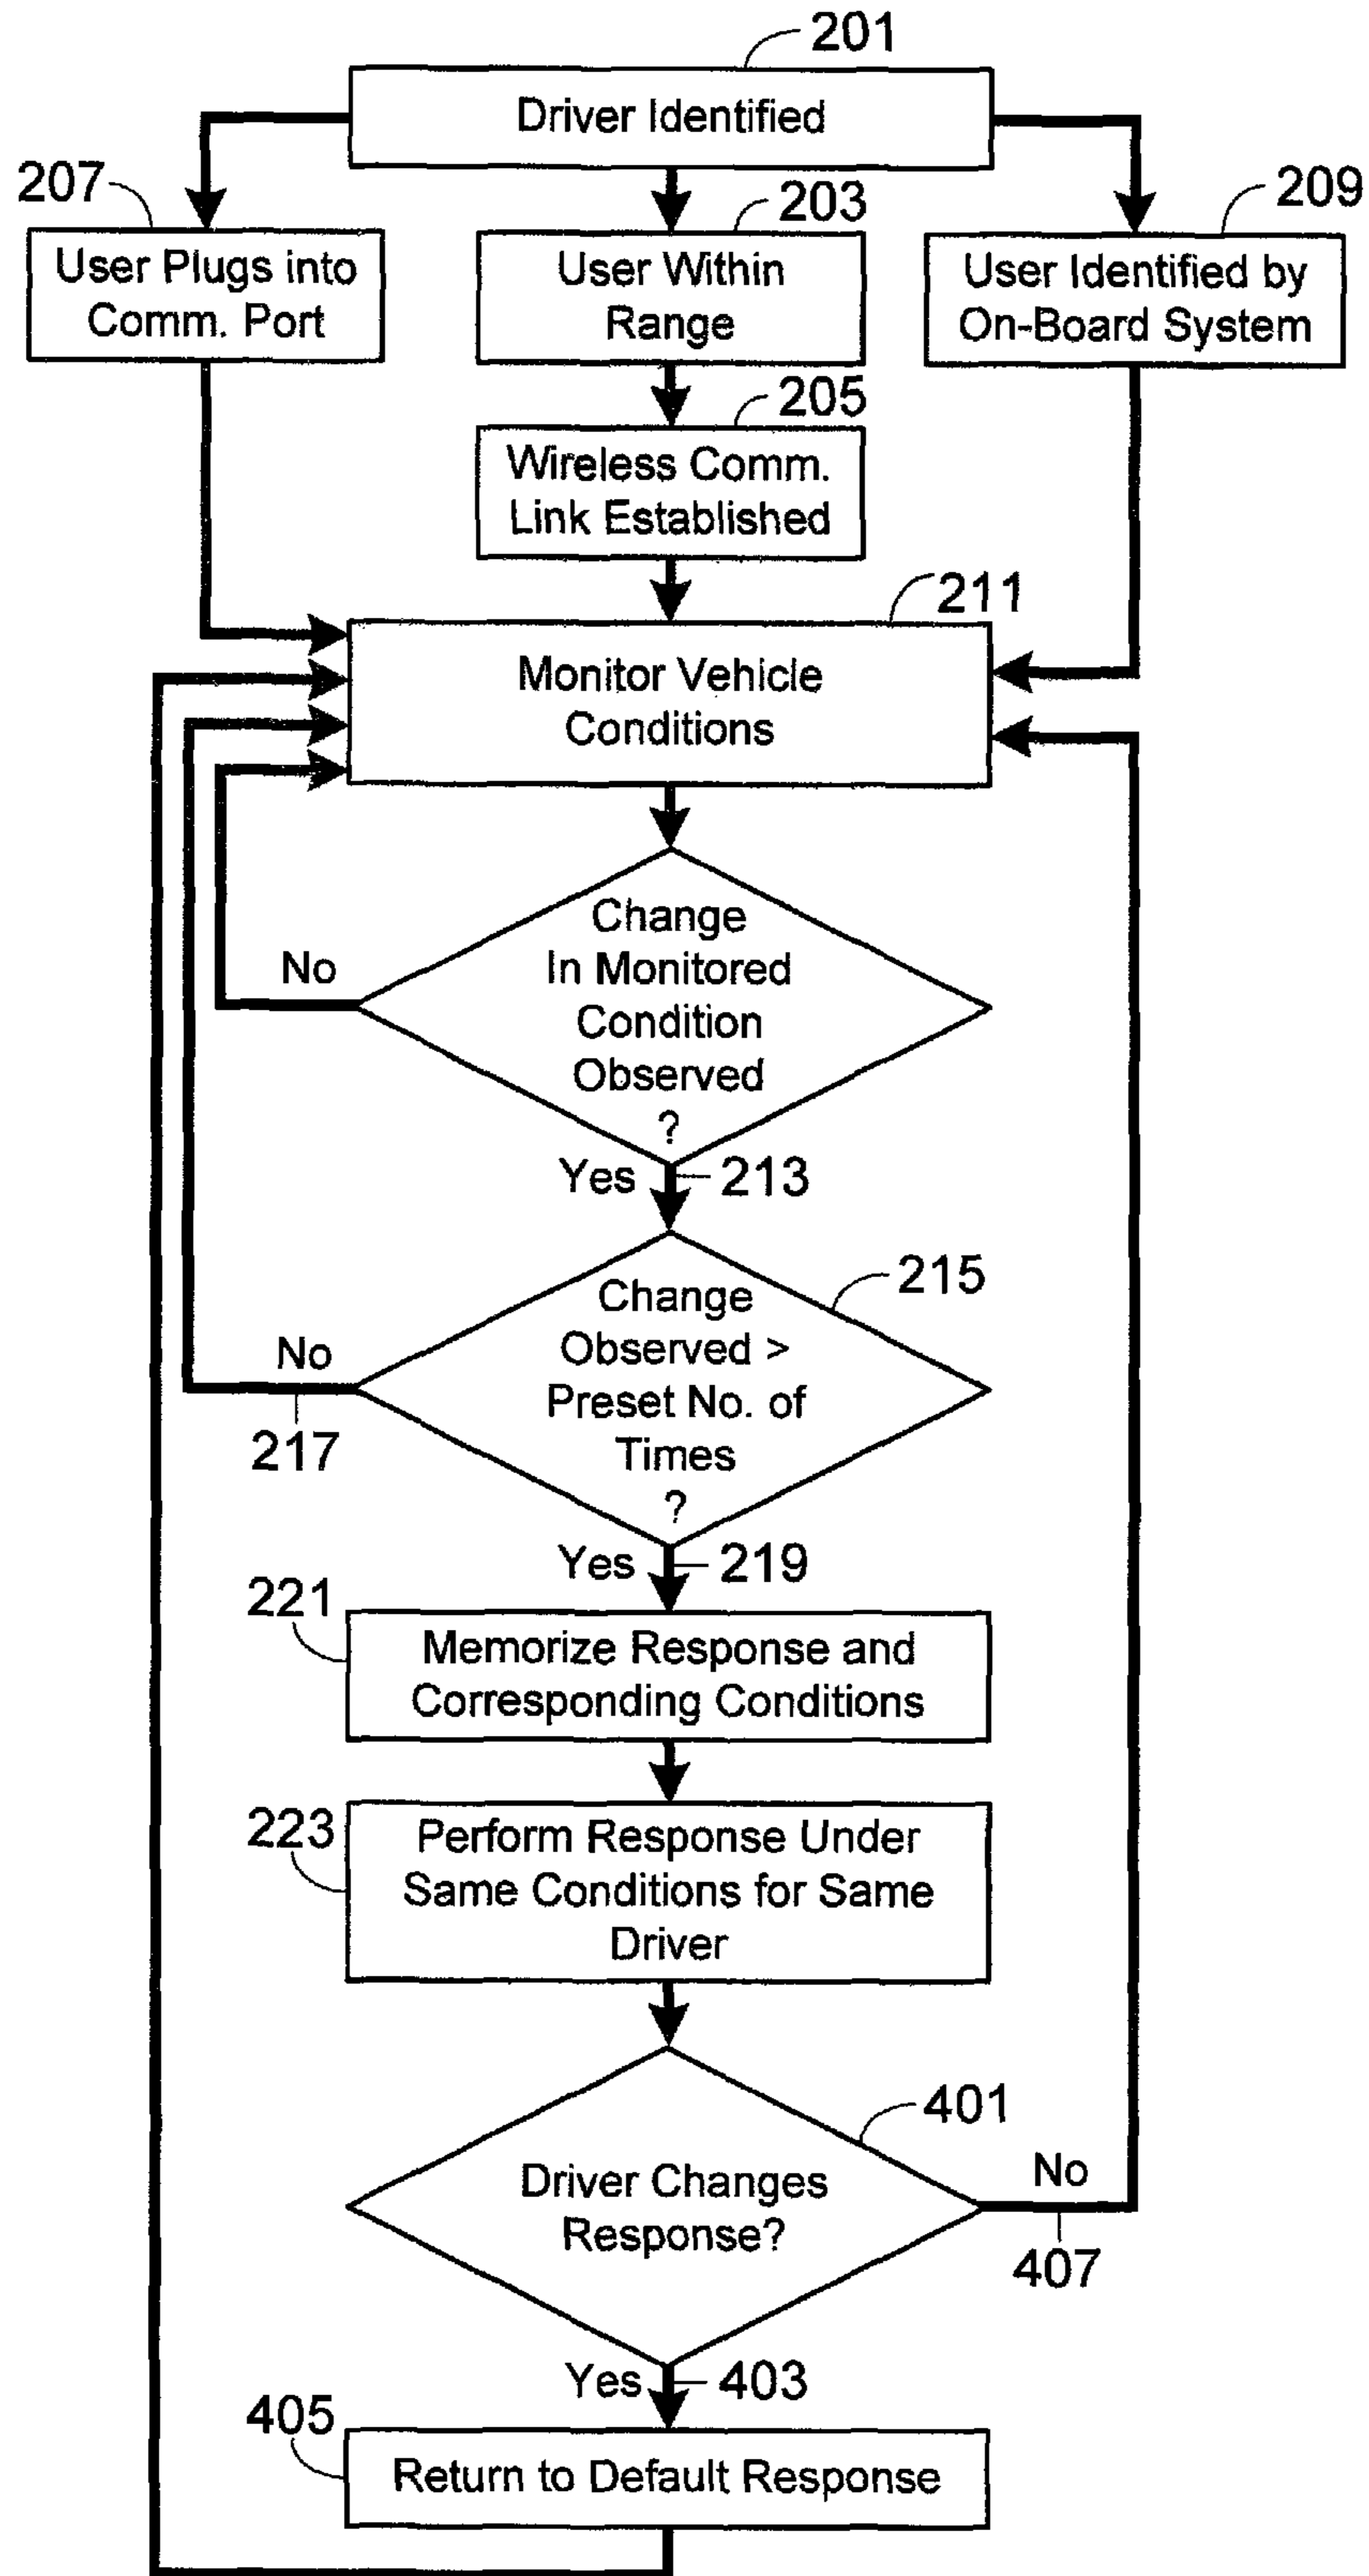 201
Driver Identified
207
203
209
User Plugs into
Comm. Port
User Within
Range
User Identified by
On-Board System
205
Wireless Comm.
Link Established
211
Monitor Vehicle
Conditions
Change
In Monitored
Condition
Observed
?
No
Yes
213
215
Change
Observed >
Preset No. of
Times
?
No
217
Yes
219
221
Memorize Response and
Corresponding Conditions
223
Perform Response Under
Same Conditions for Same
Driver
401
Driver Changes
Response?
No
407
Yes
403
405
Return to Default Response